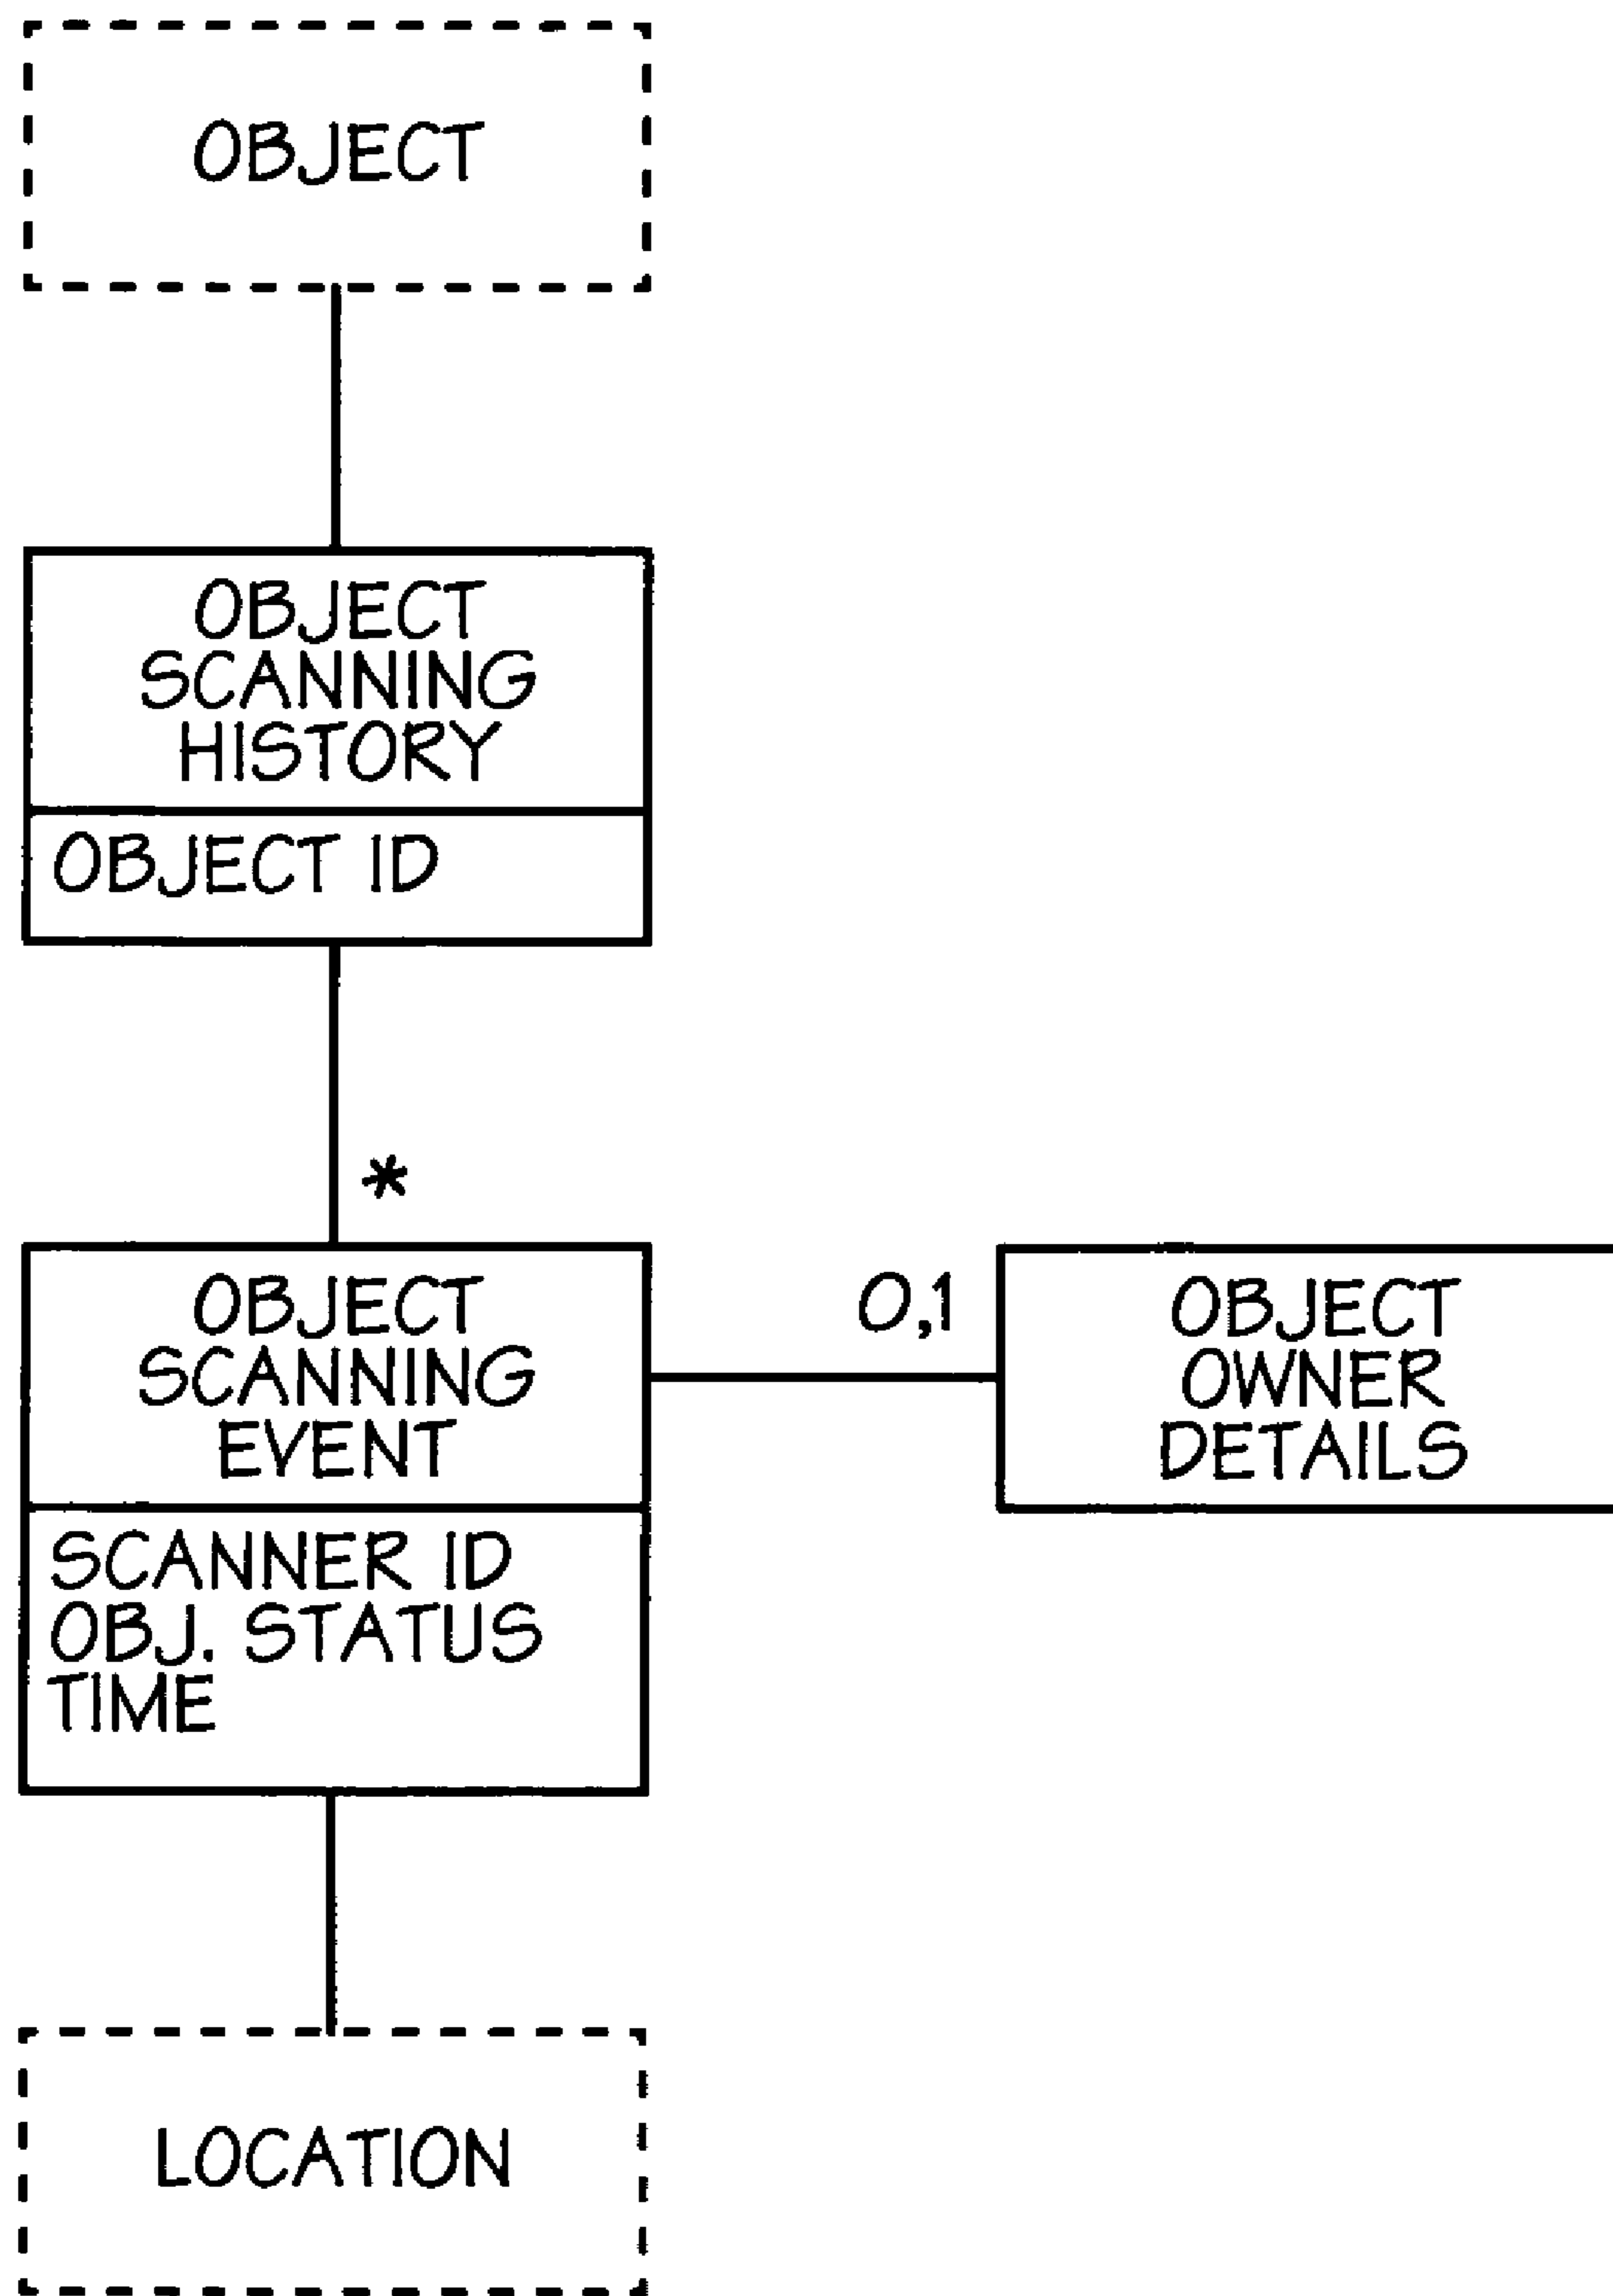 OBJECT
OBJECT
SCANNING
HISTORY
OBJECT ID
*
OBJECT
SCANNING
EVENT
SCANNER ID
OBJ. STATUS
TIME
0,1
OBJECT
OWNER
DETAILS
LOCATION